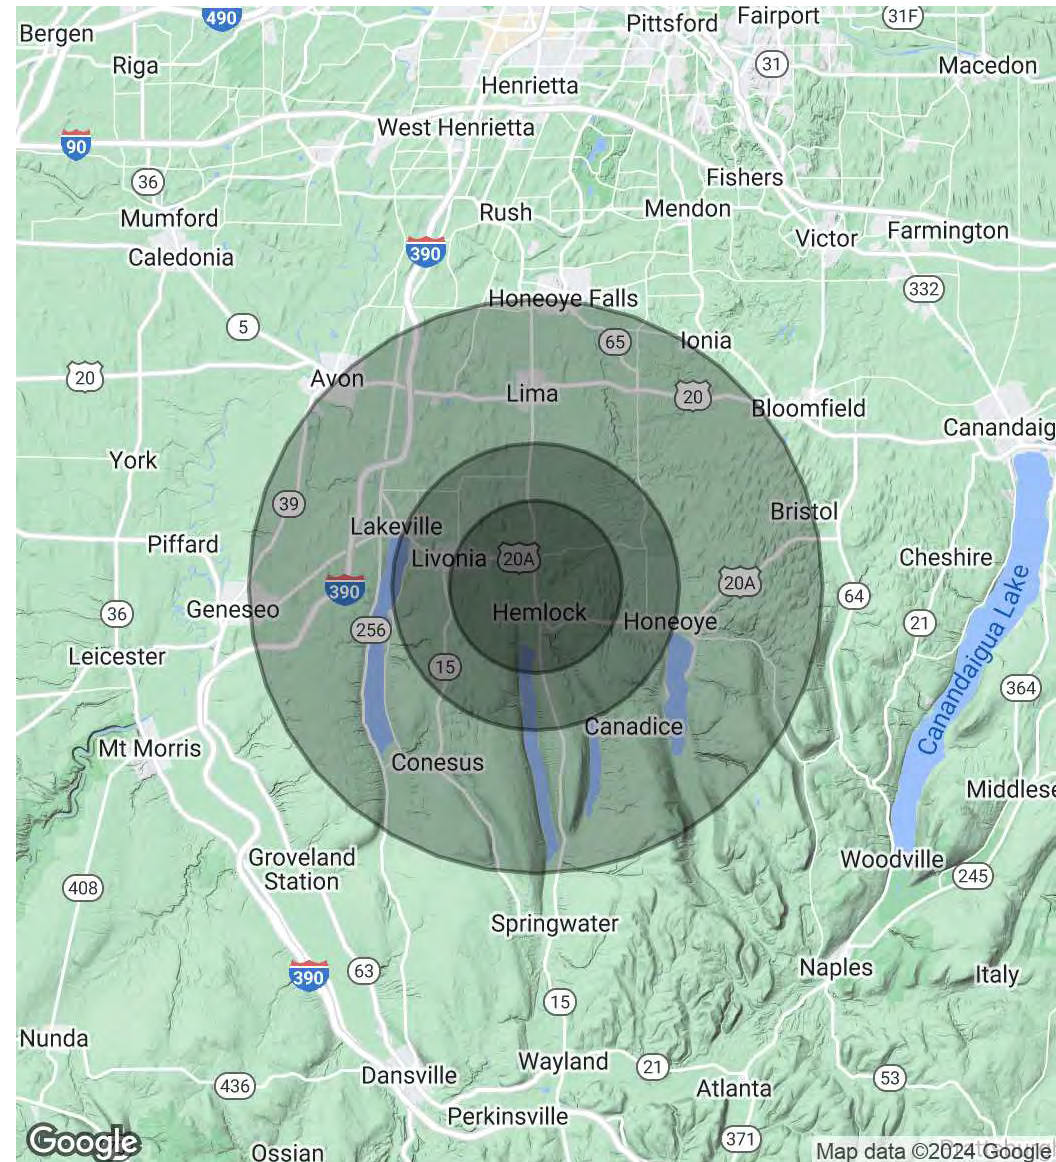 490
Bergen
Pittsford
Fairport
31F
Riga
31
Macedon
Henrietta
West Henrietta
90
36
Fishers
Mumford
Rush
Mendon
Victor
Farmington
Caledonia
390
332
Honeoye Falls
5
65
Ionia
20
Avon
Lima
20
Bloomfield
Canandaig
York
39
Lakeville
Bristol
Piffard
Livonia
20A
Cheshire
390
20A
64
36
Geneseo
Hemlock
Honeoye
21
256
Leicester
15
Canandaigua Lake
364
Mt Morris
Canadice
Conesus
Middlese
Groveland
Station
Woodville
245
408
Springwater
63
390
Naples
Italy
15
Nunda
Wayland
21
Dansville
436
Atlanta
53
Perkinsville
371
Google
Ossian
Map data ©2024 Google